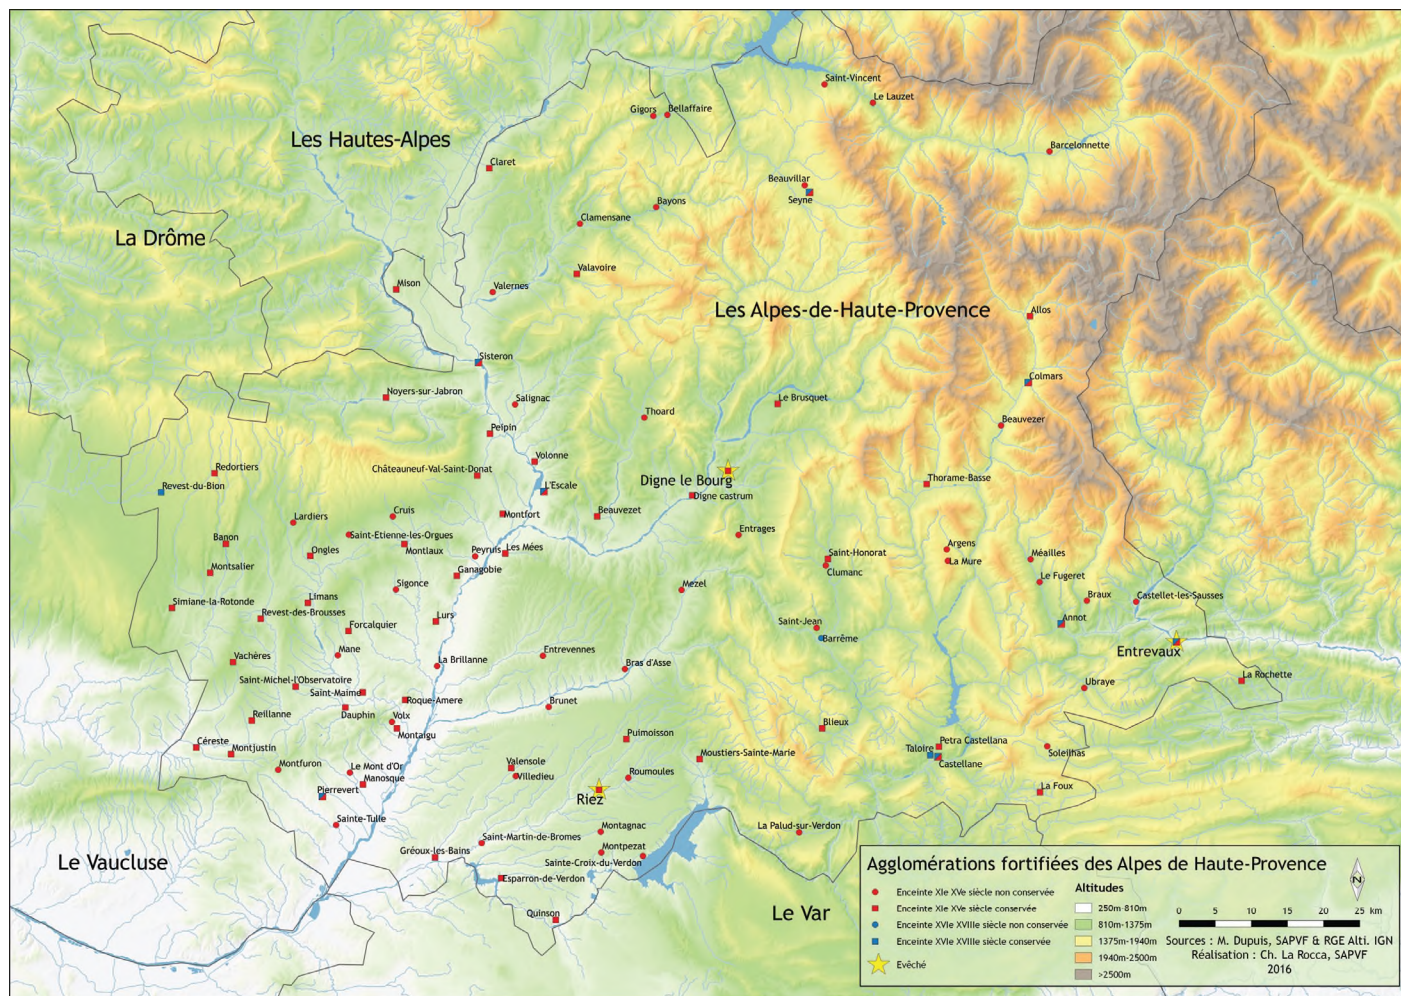 Saint-Vincent
Le Lauzet
Gigors
Bellaffaire
Les Hautes-Alpes
Barcelonnette
Claret
Beauvillar
Seyne
Bayons
Clamensane
La Drôme
Valavoire
Mison
Valernes
Les Alpes-de-Haute-Provence
Allos
Sisteron
Colmars
Noyers-sur-Jabron
Salignac
Le Brusquet
Thoard
Beauvezer
Peipin
Volonne
Redortiers
Châteauneuf-Val-Saint-Donat
Digne le Bourg
Thorame-Basse
Revest-du-Bion
L'Escale
Digne castrum
Lardiers
Cruis
Montfort
Beauvezet
Entrages
Saint-Etienne-les-Orgues
Banon
Ongles
Montlaux
Peyruis
Les Mées
Saint-Honorat
Clumanc
Argens
La Mure
Méailles
Montsalier
Ganagobie
Sigonce
Mezel
Le Fugeret
Braux
Castellet-les-Sausses
Simiane-la-Rotonde
Limans
Revest-des-Brousses
Forcalquier
Lurs
Saint-Jean
Barrême
Annot
Entrevaux
Vachères
Mane
La Brillanne
Entrevennes
Bras d'Asse
La Rochette
Saint-Michel-l'Observatoire
Saint-Maime
Ubraye
Roque-Amere
Brunet
Reillanne
Dauphin
Volx
Montaigu
Blieux
Puimoisson
Céreste
Montjustin
Moustiers-Sainte-Marie
Taloire
Petra Castellana
Castellane
Soleilhas
Montfuron
Le Mont d'Or
Manosque
Valensole
Villedieu
Roumoules
Pierrevert
Riez
La Foux
Sainte-Tulle
Montagnac
La Palud-sur-Verdon
Saint-Martin-de-Bromes
Gréoux-les-Bains
Montpezat
Sainte-Croix-du-Verdon
Le Vaucluse
Esparron-de-Verdon
Quinson
Le Var
Agglomérations fortifiées des Alpes de Haute-Provence
Enceinte XIe XVe siècle non conservée
Enceinte XIe XVe siècle conservée
Enceinte XVIe XVIIIe siècle non conservée
Enceinte XVIe XVIIIe siècle conservée
Evêché
Altitudes
250m-810m
810m-1375m
1375m-1940m
1940m-2500m
>2500m
N
0 5 10 15 20 25 km
Sources : M. Dupuis, SAPVF & RGE Alti. IGN
Réalisation : Ch. La Rocca, SAPVF
2016